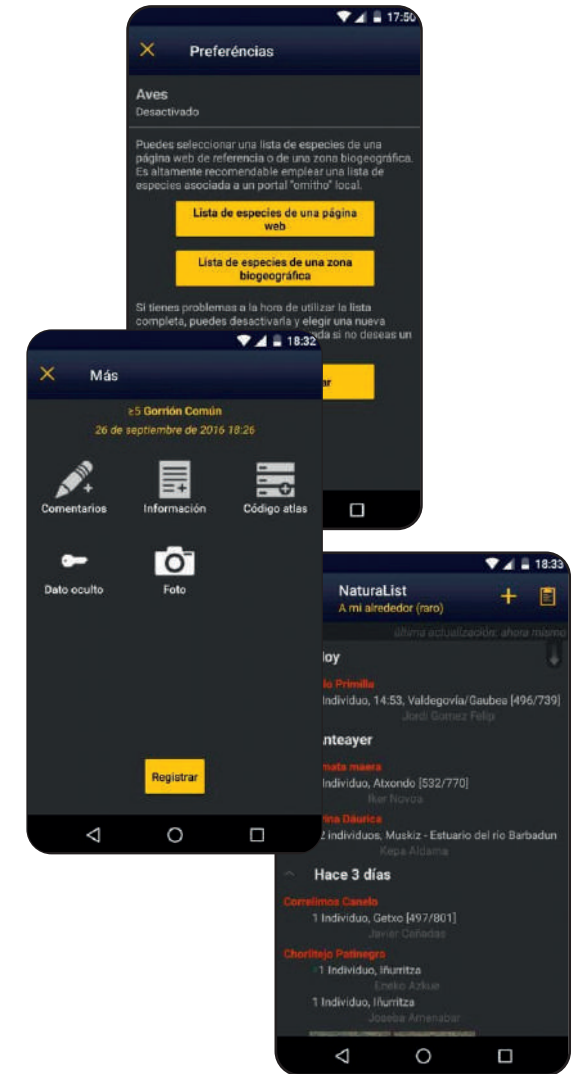 17:50
Preferéncias
Aves
Desactivado
Puedes seleccionar una lista de especies de una
página web de referencia o de una zona biogeográfica.
Es altamente recomendable emplear una lista de
especies asociada a un portal "ornitho" local.
Lista de especies de una página
web
Lista de especies de una zona
biogeográfica
Si tienes problemas a la hora de utilizar la lista
completa, puedes desactivarla y elegir una nueva
si no deseas un
18:32
Más
≥5 Gorrión Común
26 de septiembre de 2016 18:26
Comentarios
Información
Código atlas
Dato oculto
Foto
Registrar
18:33
NaturaList
A mi alrededor (raro)
última actualización: ahora mismo
Individuo, 14:53, Valdegovía/Gaubea [496/739]
Jordi Gomez Felip
Individuo, Atxondo [532/770]
Iker Novoa
Dáurica
2 individuos, Muskiz - Estuario del río Barbadun
Kepa Aldama
Hace 3 días
Correlimos Canelo
1 Individuo, Getxo [497/801]
Javier Ceñadas
Chorlitejo Patinegro
1 Individuo, Iñurritza
Eneko Azkue
1 Individuo, Iñurritza
Joseba Amenabar